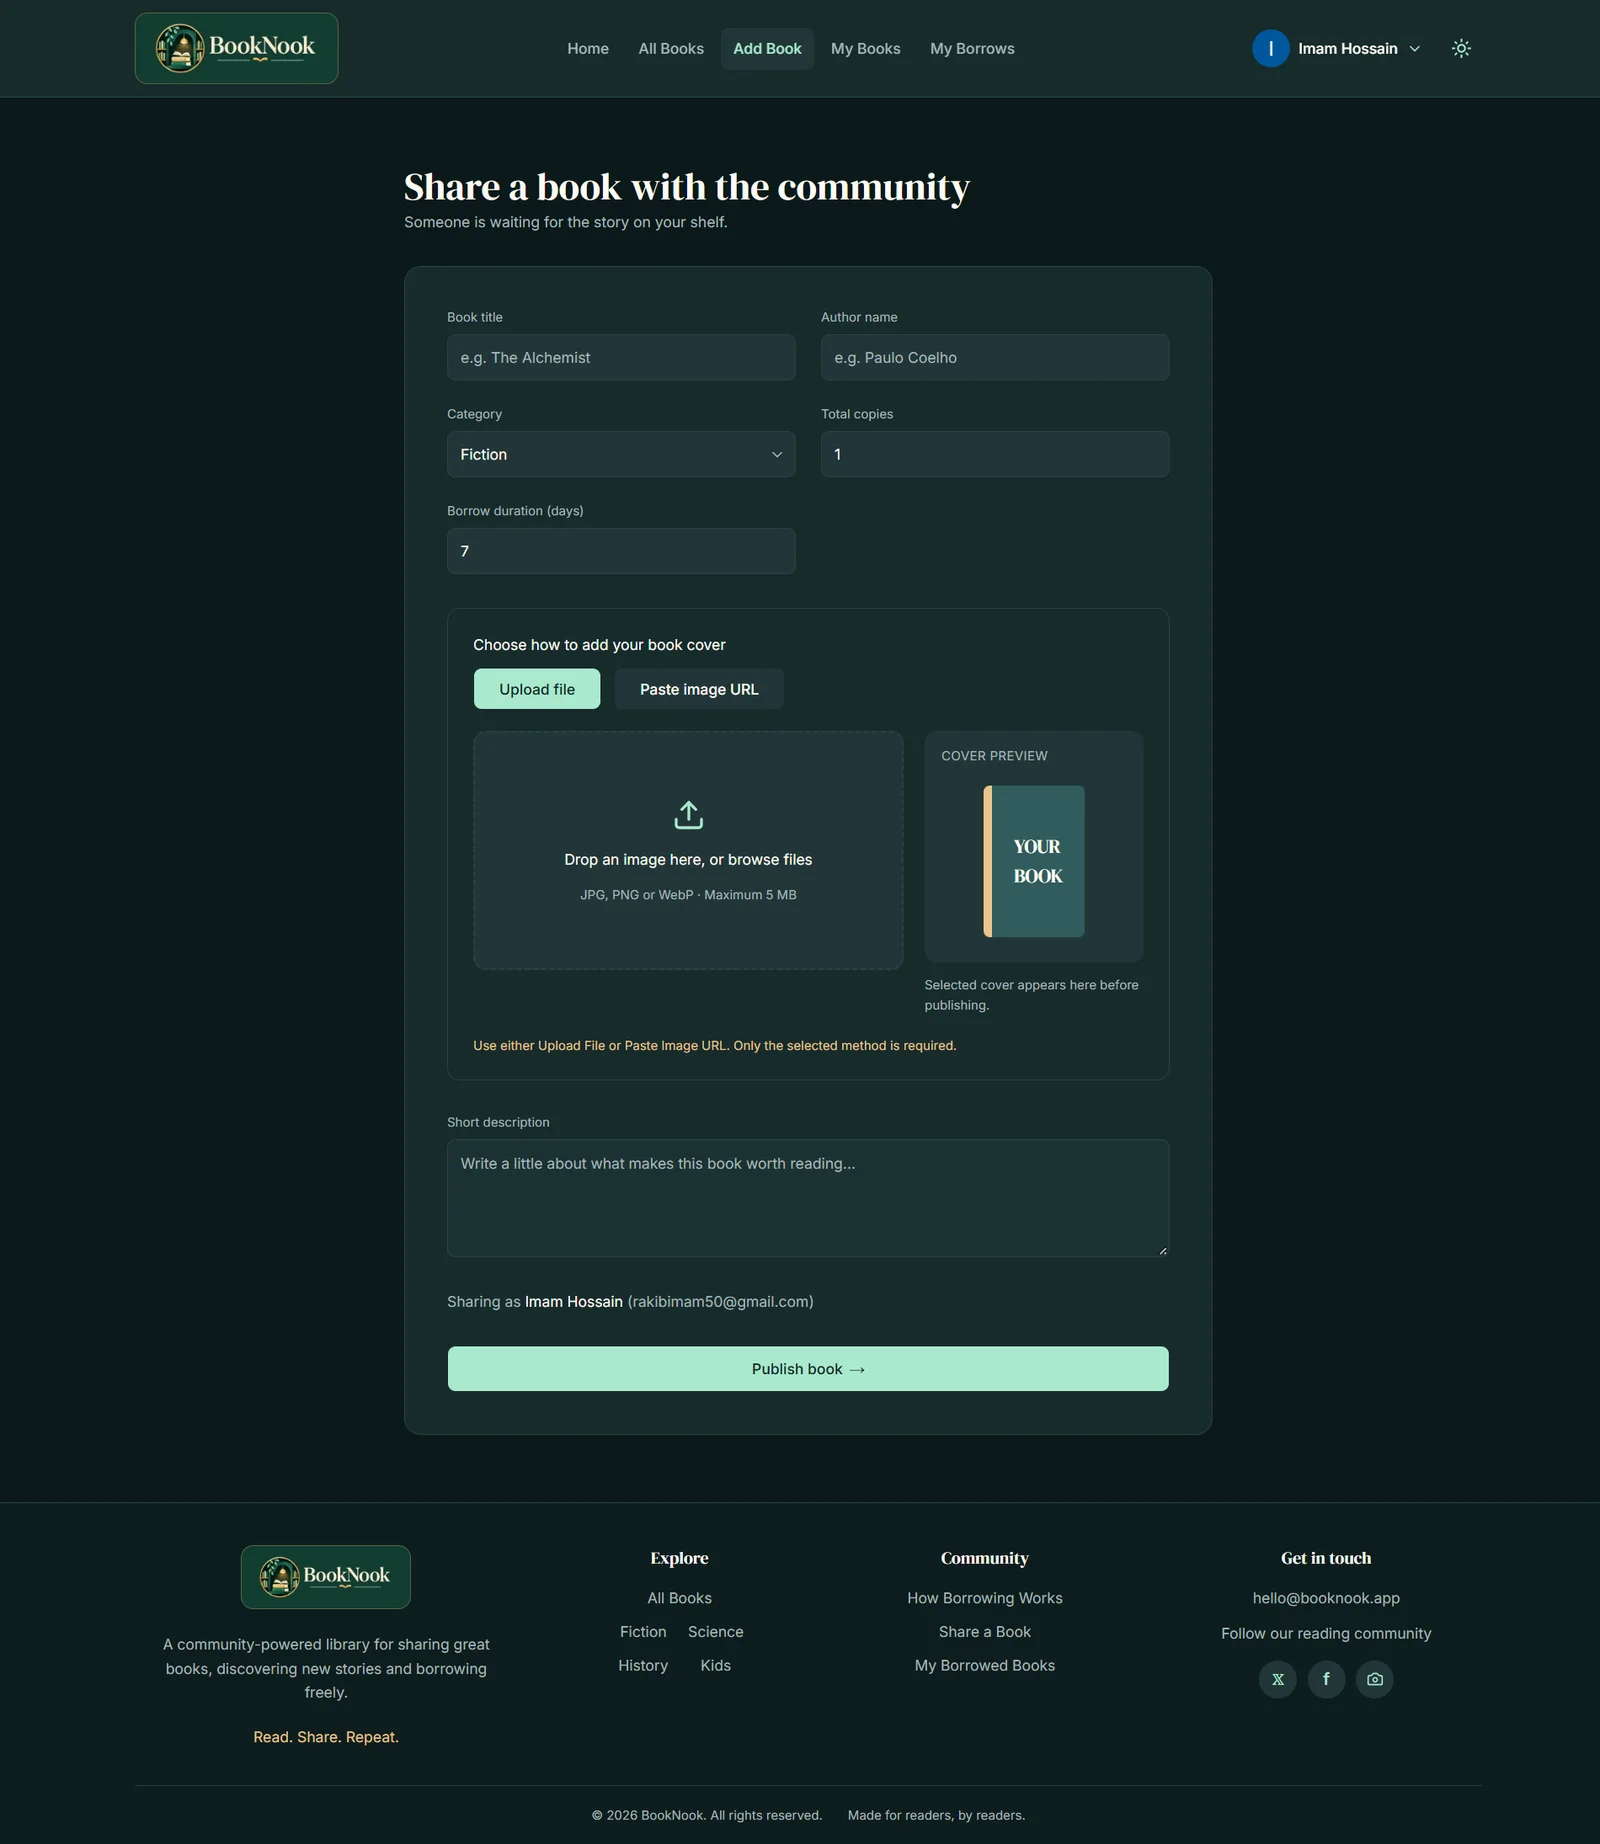 BookNook
Home
All Books
Add Book
My Books
My Borrows
I
Imam Hossain
Share a book with the community
Someone is waiting for the story on your shelf.
Book title
Author name
e.g. The Alchemist
e.g. Paulo Coelho
Category
Total copies
Fiction
1
Borrow duration (days)
7
Choose how to add your book cover
Upload file
Paste image URL
COVER PREVIEW
YOUR
BOOK
Drop an image here, or browse files
JPG, PNG or WebP · Maximum 5 MB
Selected cover appears here before
publishing.
Use either Upload File or Paste Image URL. Only the selected method is required.
Short description
Write a little about what makes this book worth reading...
Sharing as Imam Hossain (rakibimam50@gmail.com)
Publish book →
BookNook
A community-powered library for sharing great
books, discovering new stories and borrowing
freely.
Read. Share. Repeat.
Explore
All Books
Fiction Science
History Kids
Community
How Borrowing Works
Share a Book
My Borrowed Books
Get in touch
hello@booknook.app
Follow our reading community
𝕏
f
© 2026 BookNook. All rights reserved.
Made for readers, by readers.